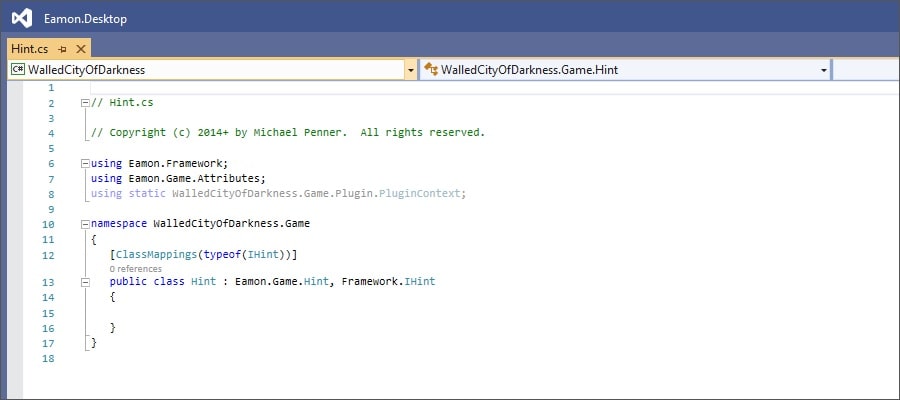 Eamon.Desktop
Hint.cs
C# WalledCityOfDarkness WalledCityOfDarkness.Game.Hint
1
2 // Hint.cs
3
4 // Copyright (c) 2014+ by Michael Penner.  All rights reserved.
5
6 using Eamon.Framework;
7 using Eamon.Game.Attributes;
8 using static WalledCityOfDarkness.Game.Plugin.PluginContext;
9
10 namespace WalledCityOfDarkness.Game
11 {
12 [ClassMappings(typeof(IHint))]
0 references
13 public class Hint : Eamon.Game.Hint, Framework.IHint
14 {
15
16 }
17 }
18